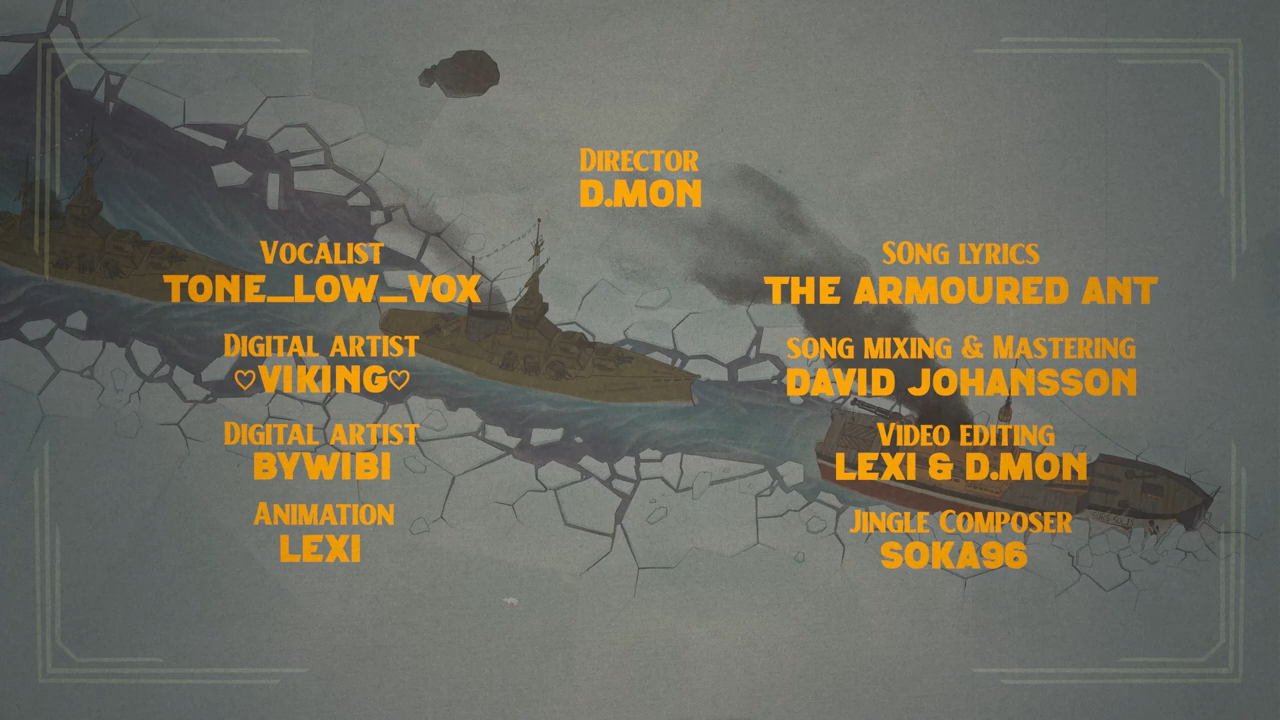 Director
D.MON
Vocalist
TONE_LOW_VOX
Digital artist
♡VIKING♡
Digital artist
BYWIBI
Animation
LEXI
Song lyrics
THE ARMOURED ANT
Song mixing & Mastering
DAVID JOHANSSON
Video editing
LEXI & D.MON
Jingle Composer
SOKA96